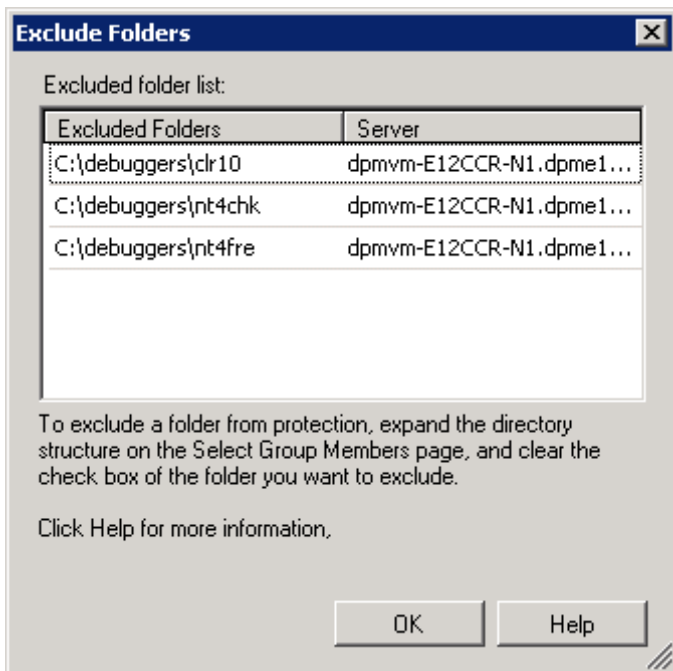 Exclude Folders
Excluded folder list:
Excluded Folders Server
C:\debuggers\clr10 dpmvm-E12CCR-N1.dpme1...
C:\debuggers\nt4chk dpmvm-E12CCR-N1.dpme1...
C:\debuggers\nt4fre dpmvm-E12CCR-N1.dpme1...
To exclude a folder from protection, expand the directory
structure on the Select Group Members page, and clear the
check box of the folder you want to exclude.
Click Help for more information,
OK Help